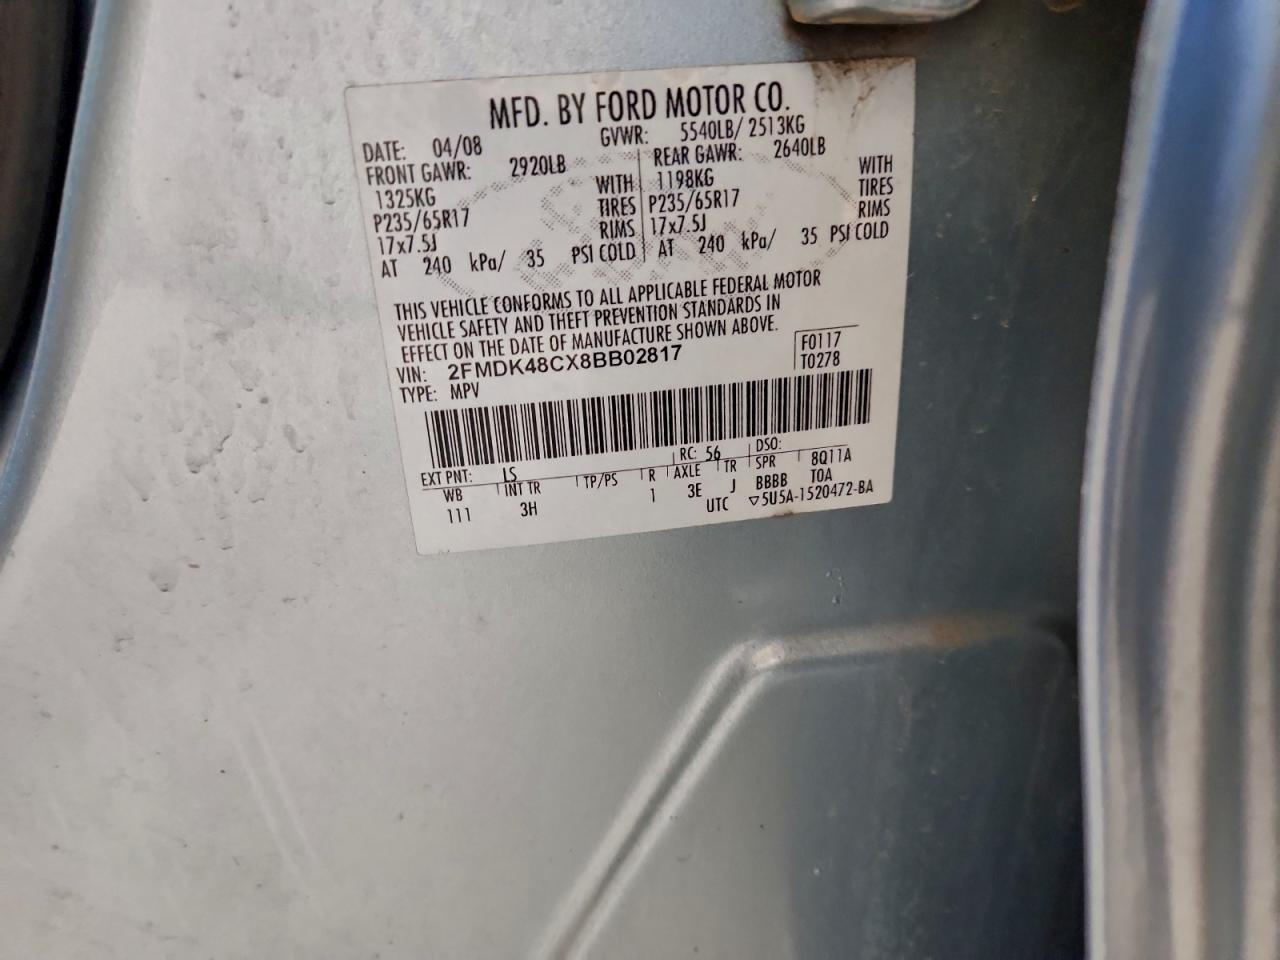 MFD. BY FORD MOTOR CO.
DATE: 04/08 GVWR: 5540LB/ 2513KG
FRONT GAWR: 2920LB REAR GAWR: 2640LB
1325KG WITH 1198KG WITH
P235/65R17 TIRES P235/65R17 TIRES
17x7.5J RIMS 17x7.5J RIMS
AT 240 kPa/ 35 PSI COLD AT 240 kPa/ 35 PSI COLD
THIS VEHICLE CONFORMS TO ALL APPLICABLE FEDERAL MOTOR
VEHICLE SAFETY AND THEFT PREVENTION STANDARDS IN
EFFECT ON THE DATE OF MANUFACTURE SHOWN ABOVE.
VIN: 2FMDK48CX8BB02817 F0117
TYPE: MPV T0278
EXT PNT: LS RC: 56 DSO:
WB INT TR TP/PS R AXLE TR SPR 8Q11A
111 3H 1 3E J BBBB T0A
UTC ▽5U5A-1520472-BA